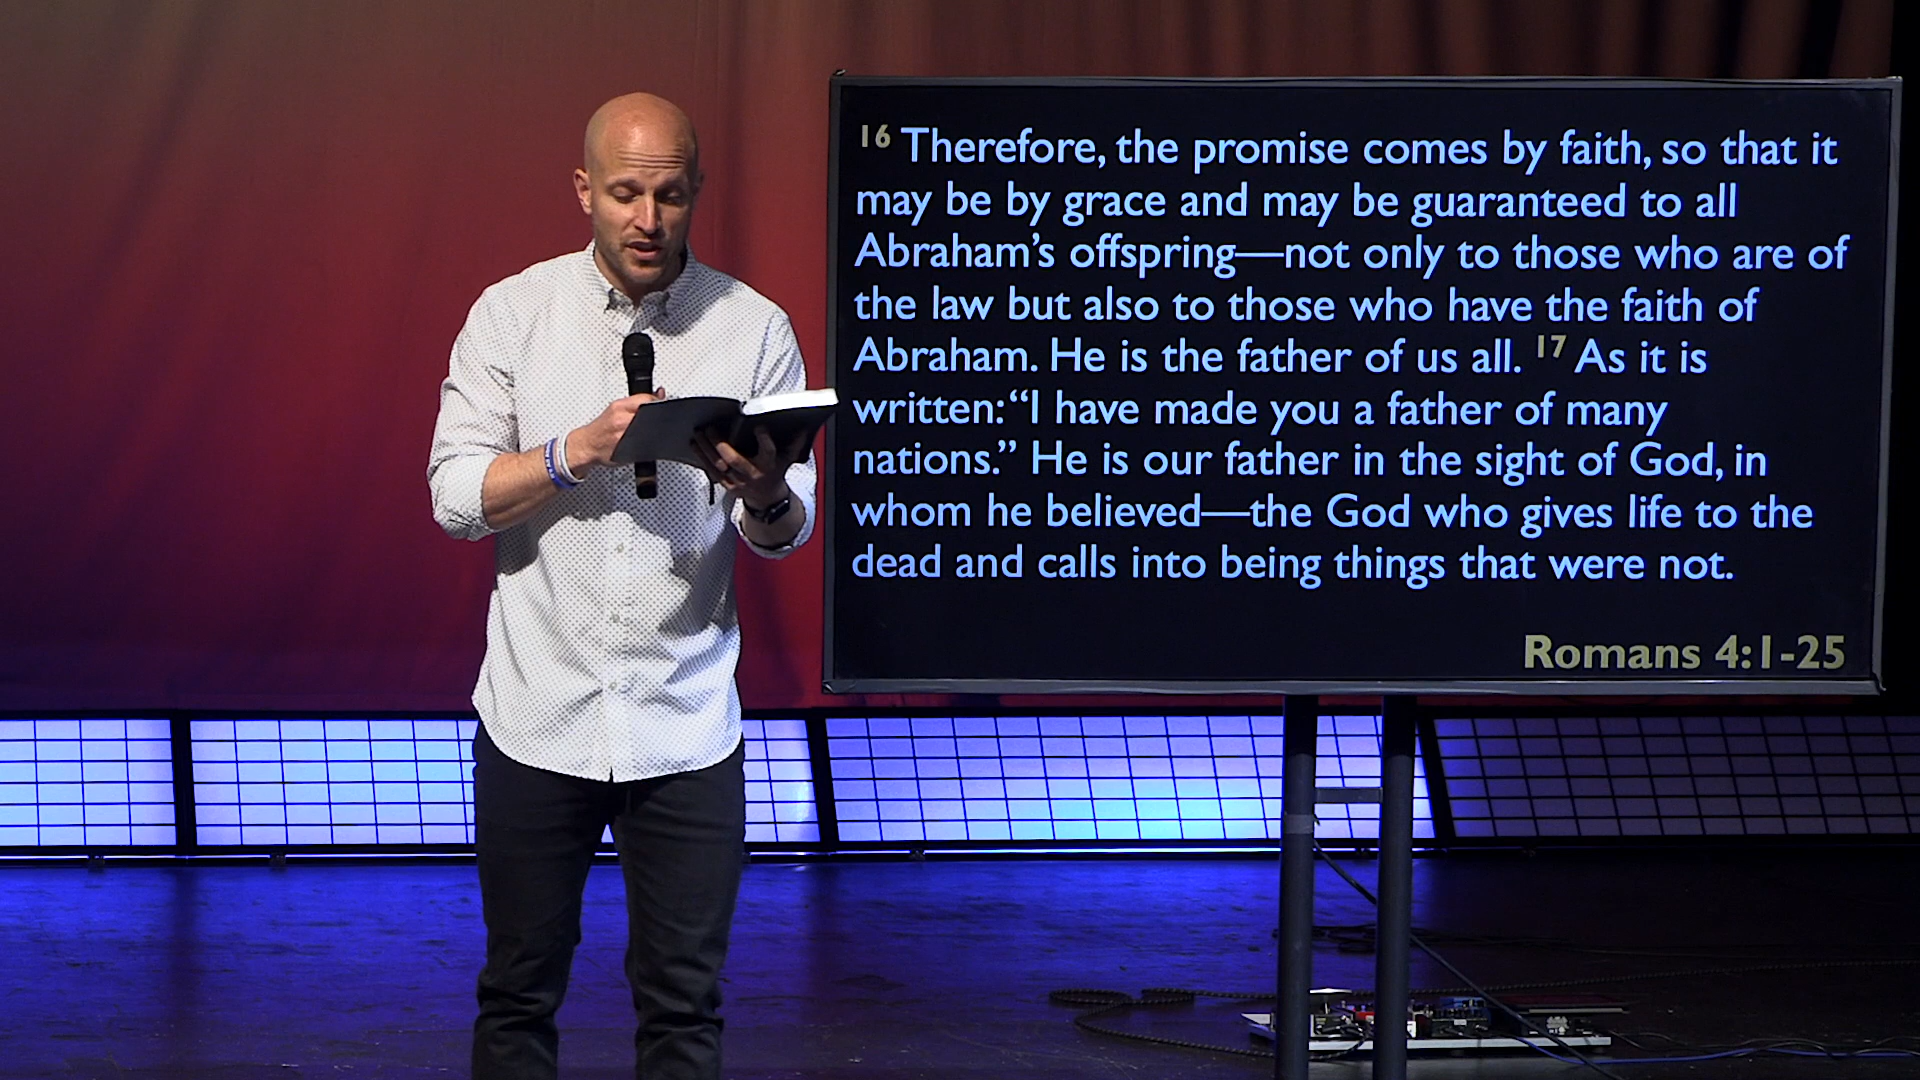 16 Therefore, the promise comes by faith, so that it
may be by grace and may be guaranteed to all
Abraham’s offspring—not only to those who are of
the law but also to those who have the faith of
Abraham. He is the father of us all. 17 As it is
written: “I have made you a father of many
nations.” He is our father in the sight of God, in
whom he believed—the God who gives life to the
dead and calls into being things that were not.
Romans 4:1-25